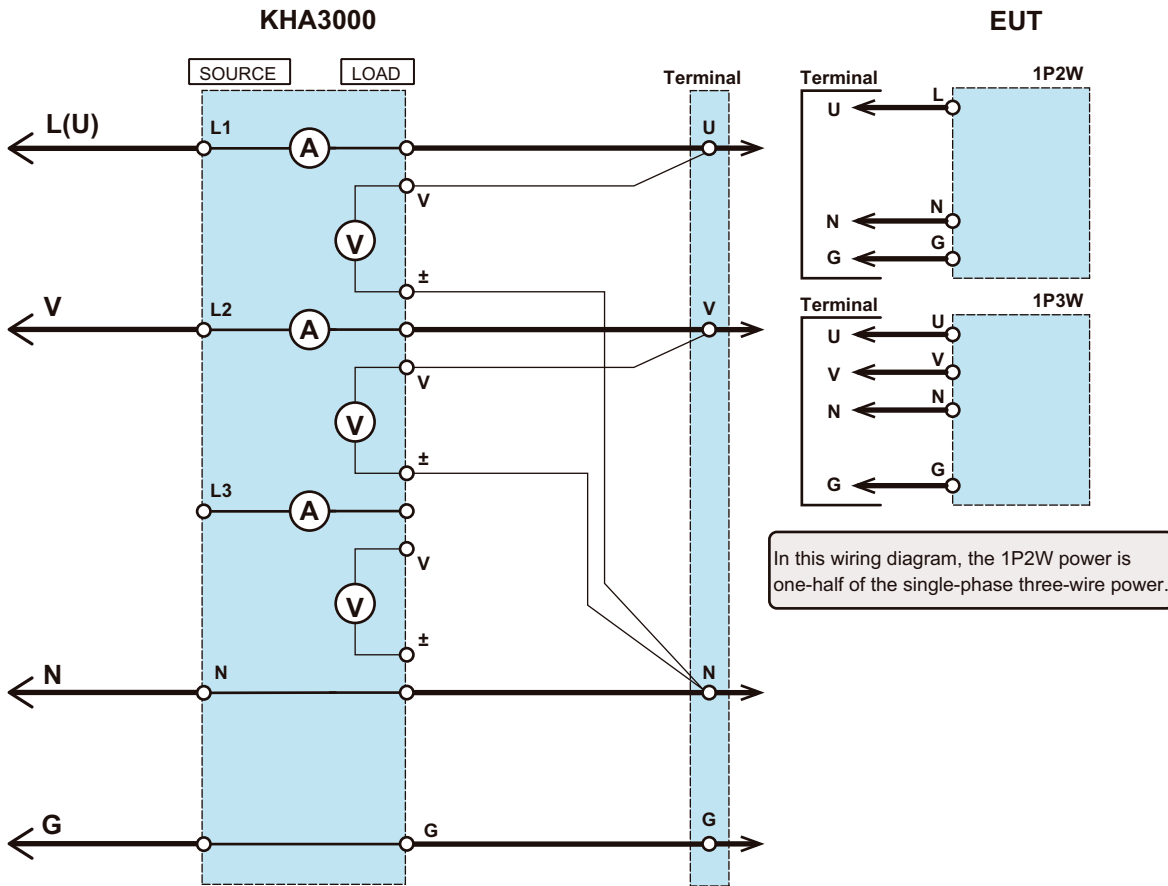 KHA3000
EUT
SOURCE
LOAD
Terminal
Terminal
1P2W
L(U)
L1
A
U
U
L
V
V
N
N
±
G
G
V
L2
A
V
Terminal
1P3W
U
U
V
V
V
V
N
N
±
L3
A
G
G
V
V
In this wiring diagram, the 1P2W power is
one-half of the single-phase three-wire power.
±
N
N
N
G
G
G